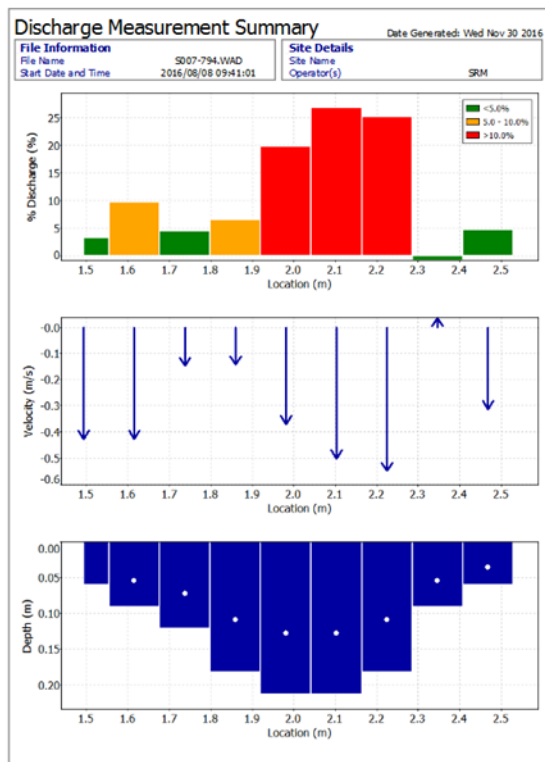 Discharge Measurement Summary
Date Generated: Wed Nov 30 2016
File Information
File Name S007-794.WAD
Start Date and Time 2016/08/08 09:41:01
Site Details
Site Name
Operator(s) SRM
% Discharge (%)
25
20
15
10
5
0
<5.0%
5.0 - 10.0%
>10.0%
1.5 1.6 1.7 1.8 1.9 2.0 2.1 2.2 2.3 2.4 2.5
Location (m)
Velocity (m/s)
-0.0
-0.1
-0.2
-0.3
-0.4
-0.5
-0.6
1.5 1.6 1.7 1.8 1.9 2.0 2.1 2.2 2.3 2.4 2.5
Location (m)
Depth (m)
0.00
0.05
0.10
0.15
0.20
1.5 1.6 1.7 1.8 1.9 2.0 2.1 2.2 2.3 2.4 2.5
Location (m)